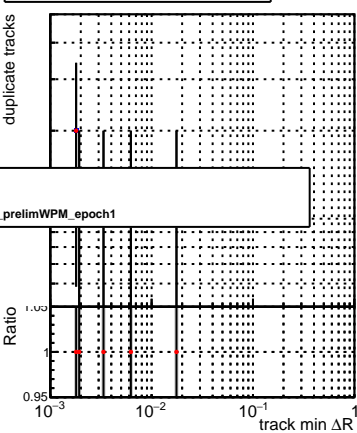 duplicate tracks
_prelimWPM_epoch1
Ratio
1.05
1
0.95
10⁻³ 10⁻² 10⁻¹ 1
track min ΔR